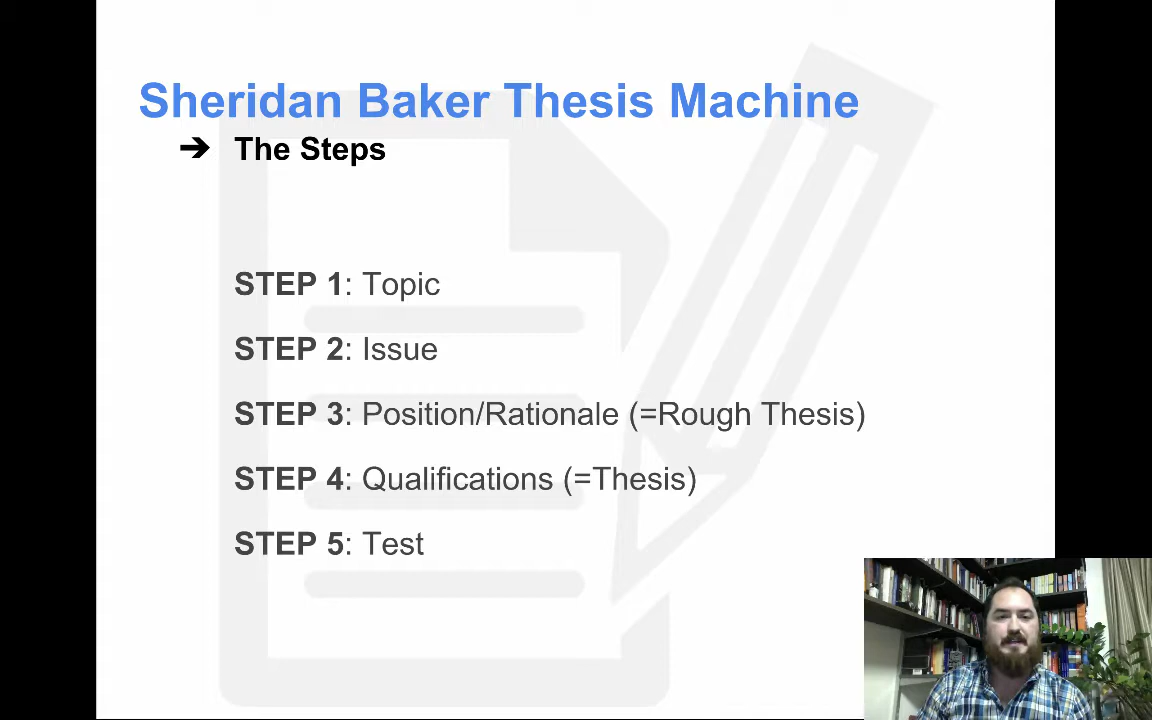 Sheridan Baker Thesis Machine
➔ The Steps
STEP 1: Topic
STEP 2: Issue
STEP 3: Position/Rationale (=Rough Thesis)
STEP 4: Qualifications (=Thesis)
STEP 5: Test